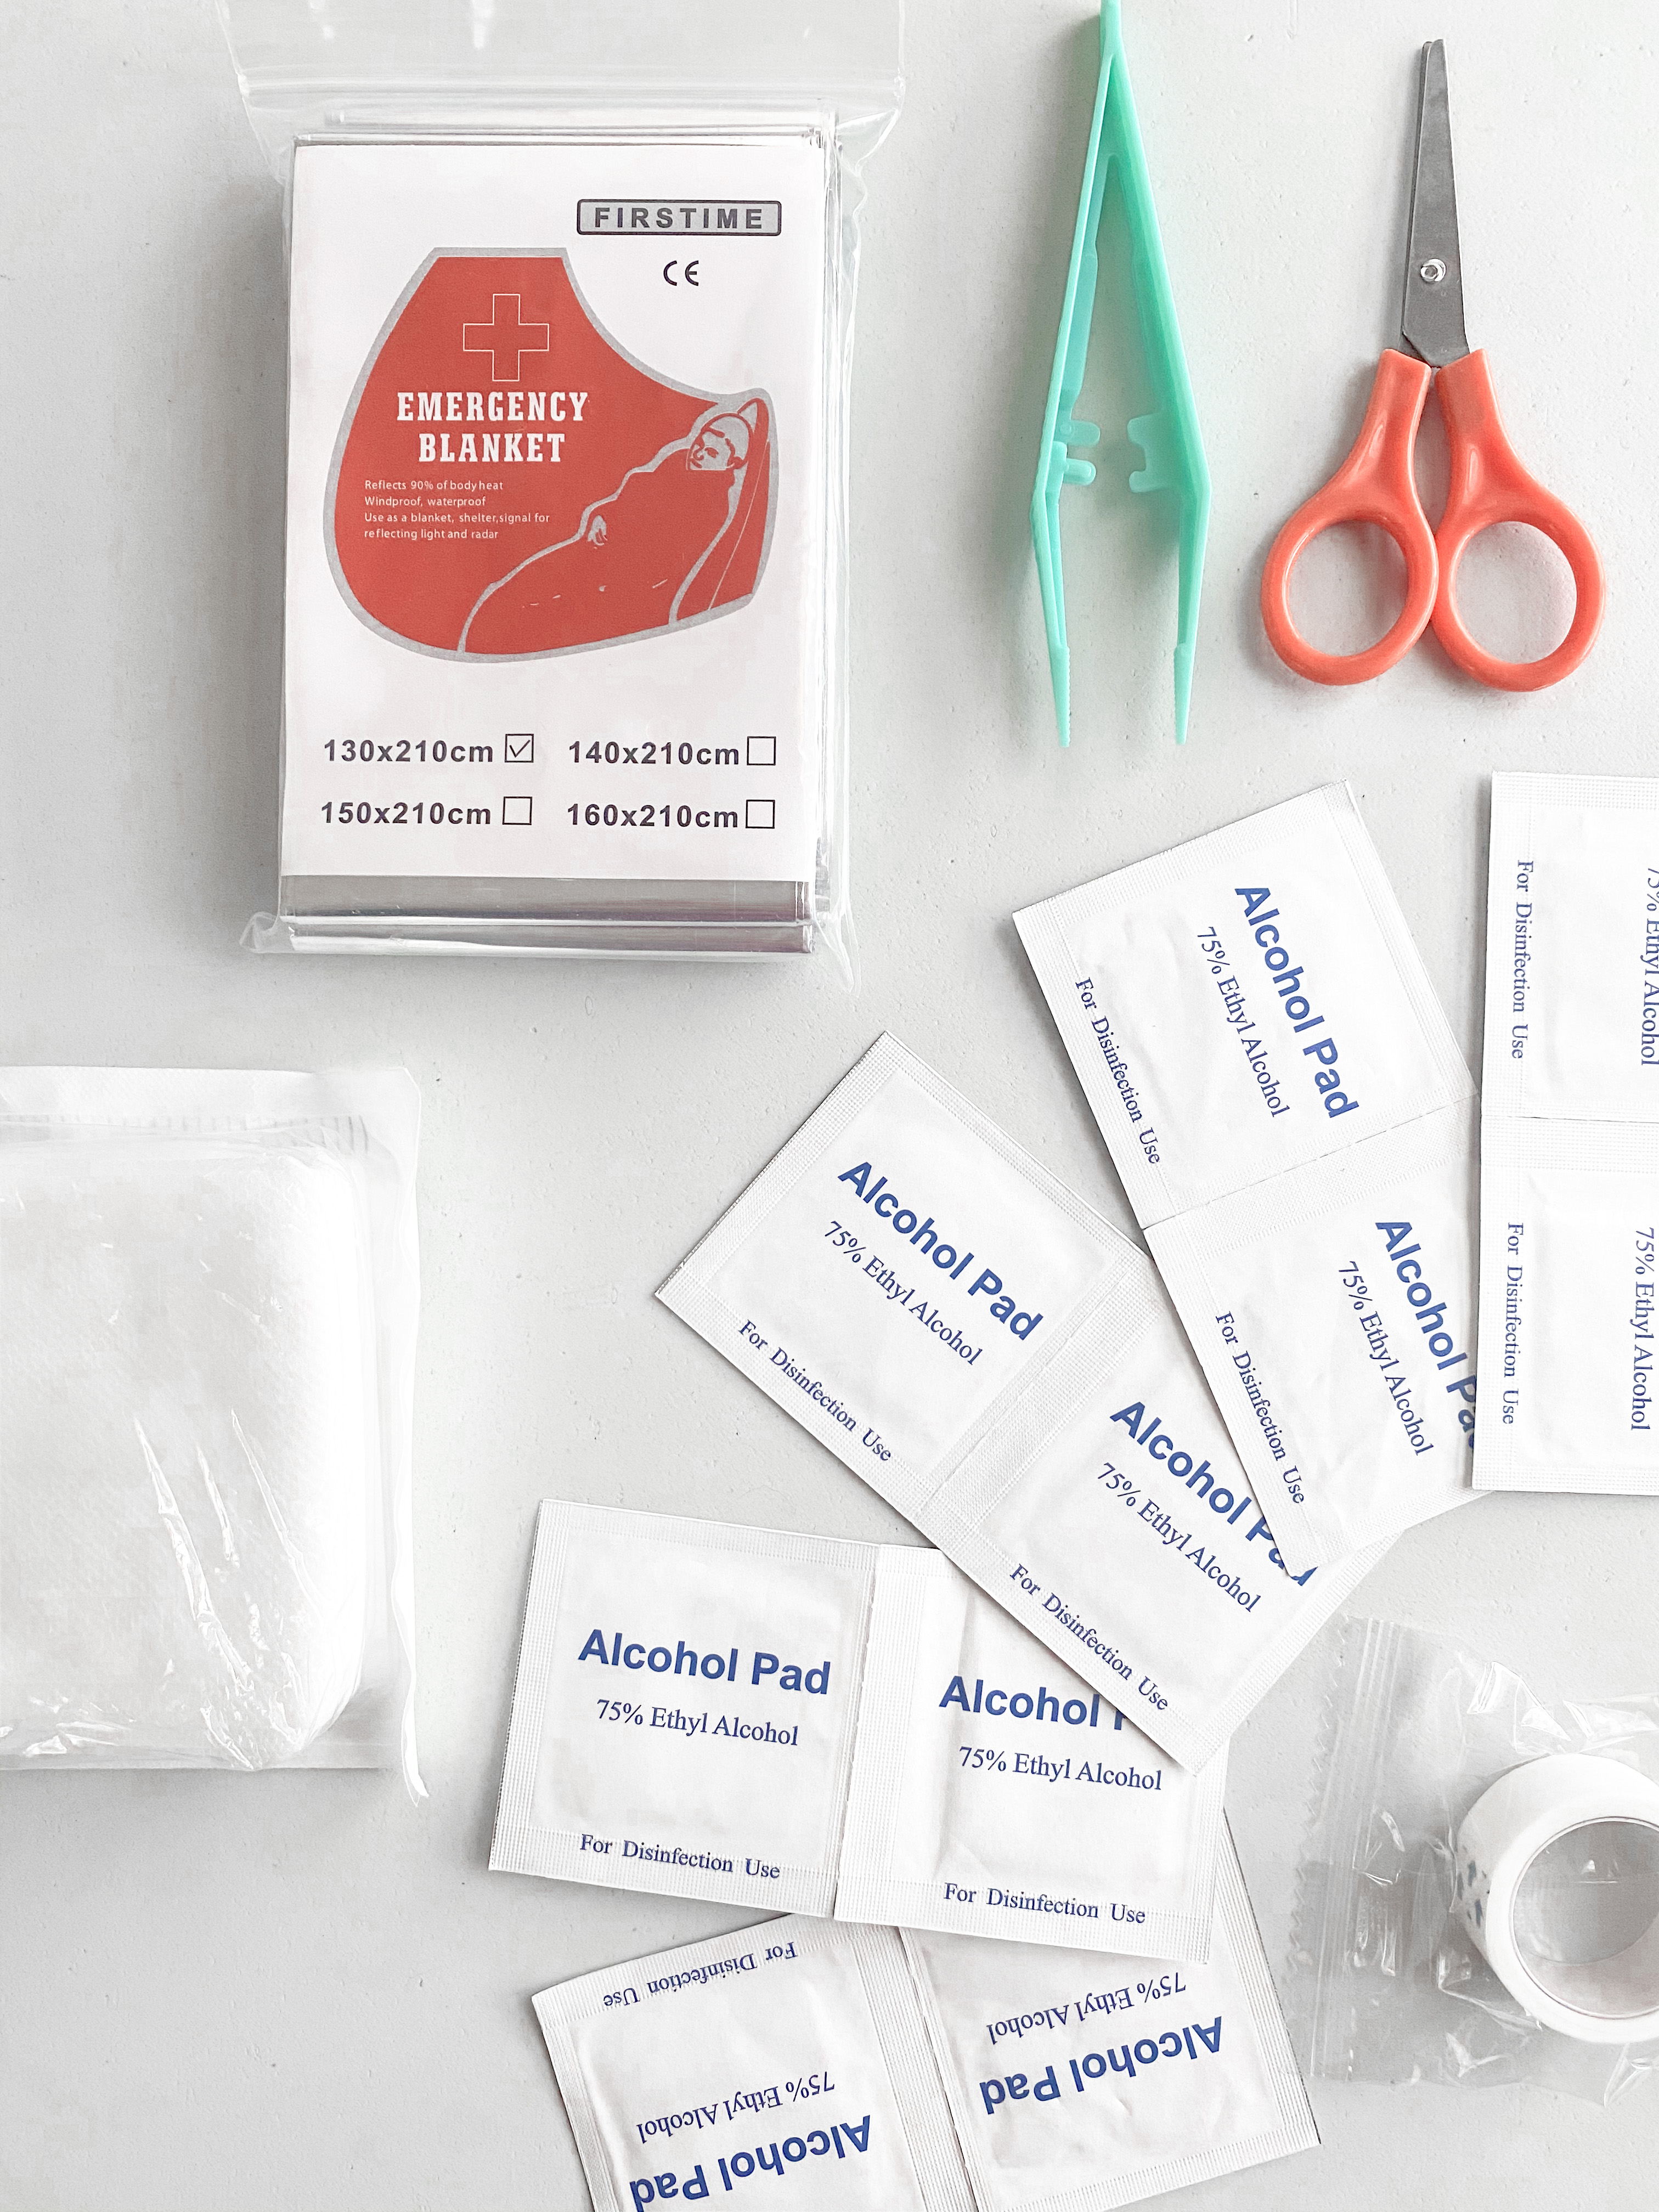 FIRSTIME
CE
EMERGENCY
BLANKET
Reflects 90% of body heat
Windproof, waterproof
Use as a blanket, shelter,signal for
reflecting light and radar
130x210cm
140x210cm
150x210cm
160x210cm
Alcohol Pad
75% Ethyl Alcohol
For Disinfection Use
Alcohol
75% Ethyl Alcohol
For Disinfection Use
75% Ethyl Alcohol
For Disinfection Use
75% Ethyl Alcohol
For Disinfection Use
Alcohol Pad
75% Ethyl Alcohol
For Disinfection Use
Alcohol
75% Ethyl Alcohol
For Disinfection Use
Alcohol Pad
75% Ethyl Alcohol
For Disinfection Use
Alcohol
75% Ethyl Alcohol
For Disinfection Use
For Disinfection Use
75% Ethyl Alcohol
Alcohol Pad
75% Ethyl Alcohol
Alcohol Pad